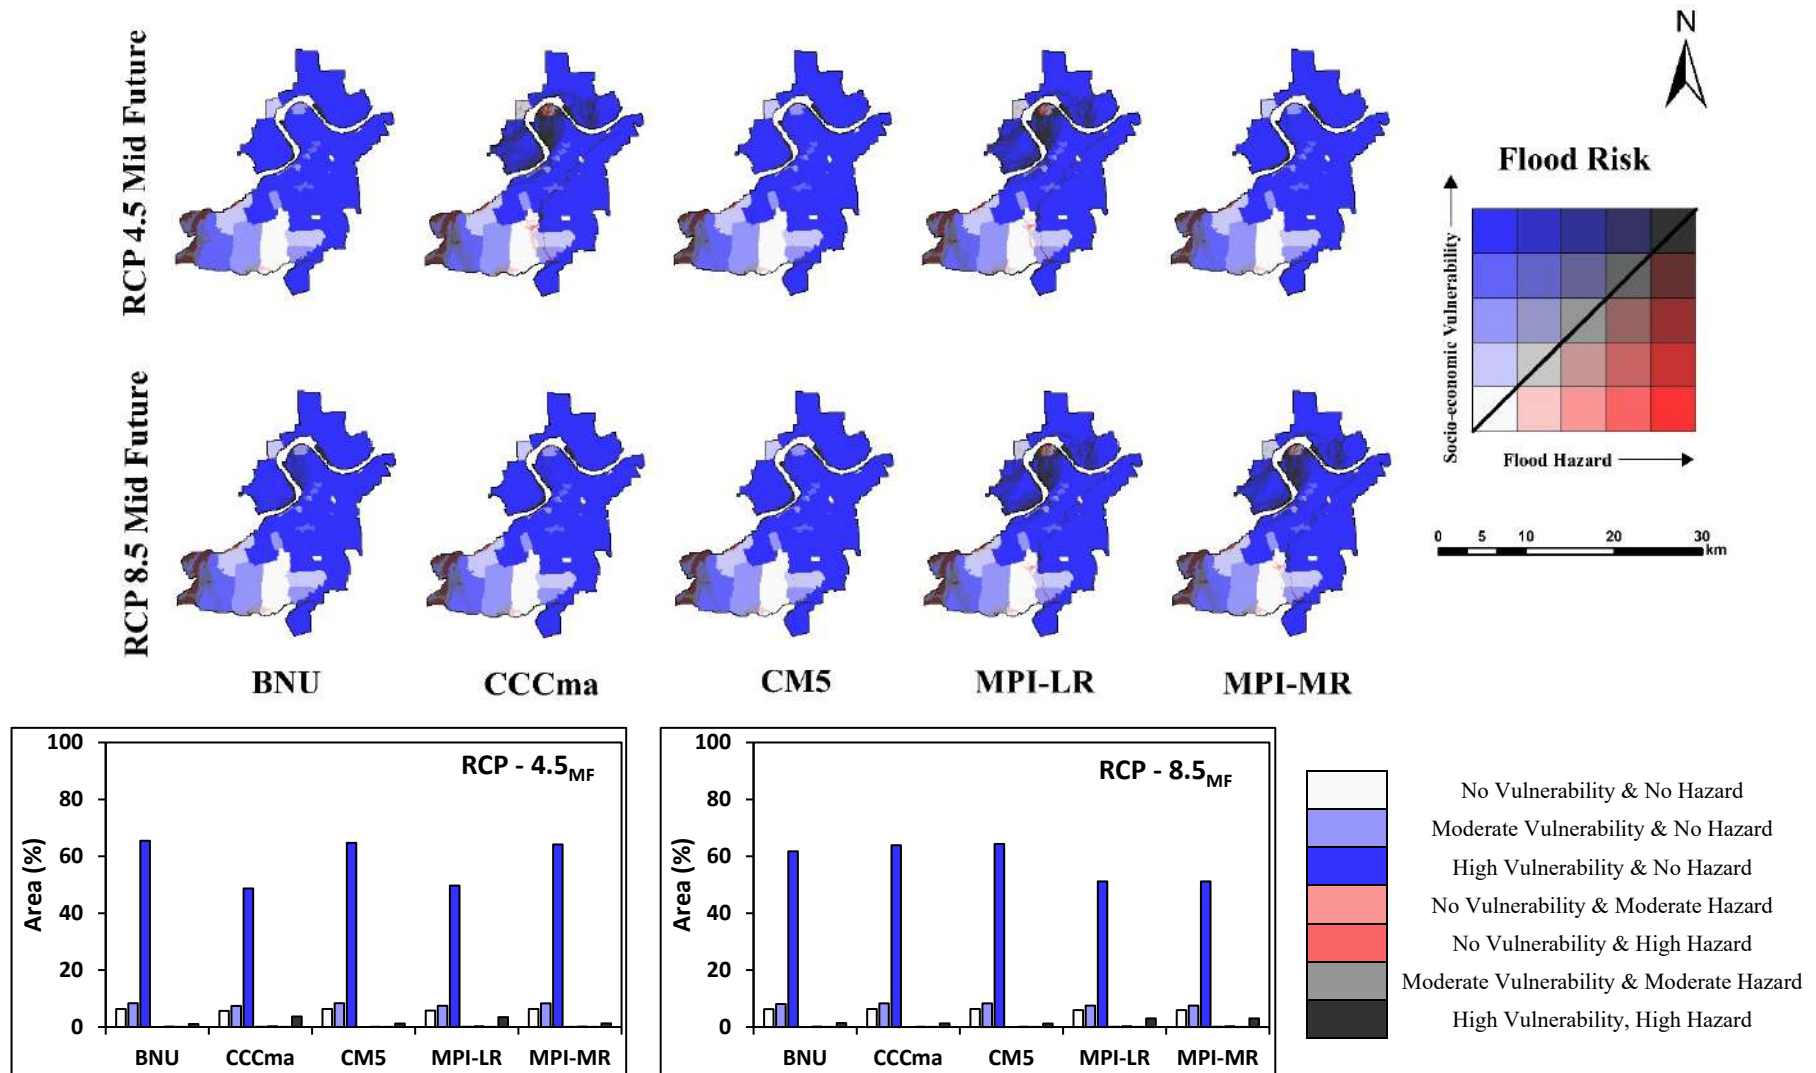 N
RCP 4.5 Mid Future
RCP 8.5 Mid Future
Flood Risk
Socio-economic Vulnerability
Flood Hazard
0 5 10 20 30
km
BNU CCCma CM5 MPI-LR MPI-MR
RCP - 4.5MF
100
80
60
40
20
0
Area (%)
BNU CCCma CM5 MPI-LR MPI-MR
RCP - 8.5MF
100
80
60
40
20
0
Area (%)
BNU CCCma CM5 MPI-LR MPI-MR
No Vulnerability & No Hazard
Moderate Vulnerability & No Hazard
High Vulnerability & No Hazard
No Vulnerability & Moderate Hazard
No Vulnerability & High Hazard
Moderate Vulnerability & Moderate Hazard
High Vulnerability, High Hazard